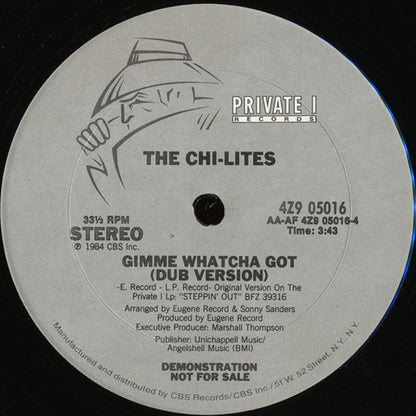 PRIVATE I
RECORDS
THE CHI-LITES
33⅓ RPM
STEREO
℗ 1984 CBS Inc.
4Z9 05016
AA-AF 4Z9 05016-4
Time: 3:43
GIMME WHATCHA GOT
(DUB VERSION)
-E. Record - L.P. Record- Original Version On The
Private I Lp: "STEPPIN' OUT" BFZ 39316
Arranged by Eugene Record & Sonny Sanders
Produced by Eugene Record
Executive Producer: Marshall Thompson
Publisher: Unichappell Music/
Angelshell Music (BMI)
DEMONSTRATION
NOT FOR SALE
Manufactured and distributed by CBS Records/CBS Inc./51 W. 52 Street, N.Y. N.Y.